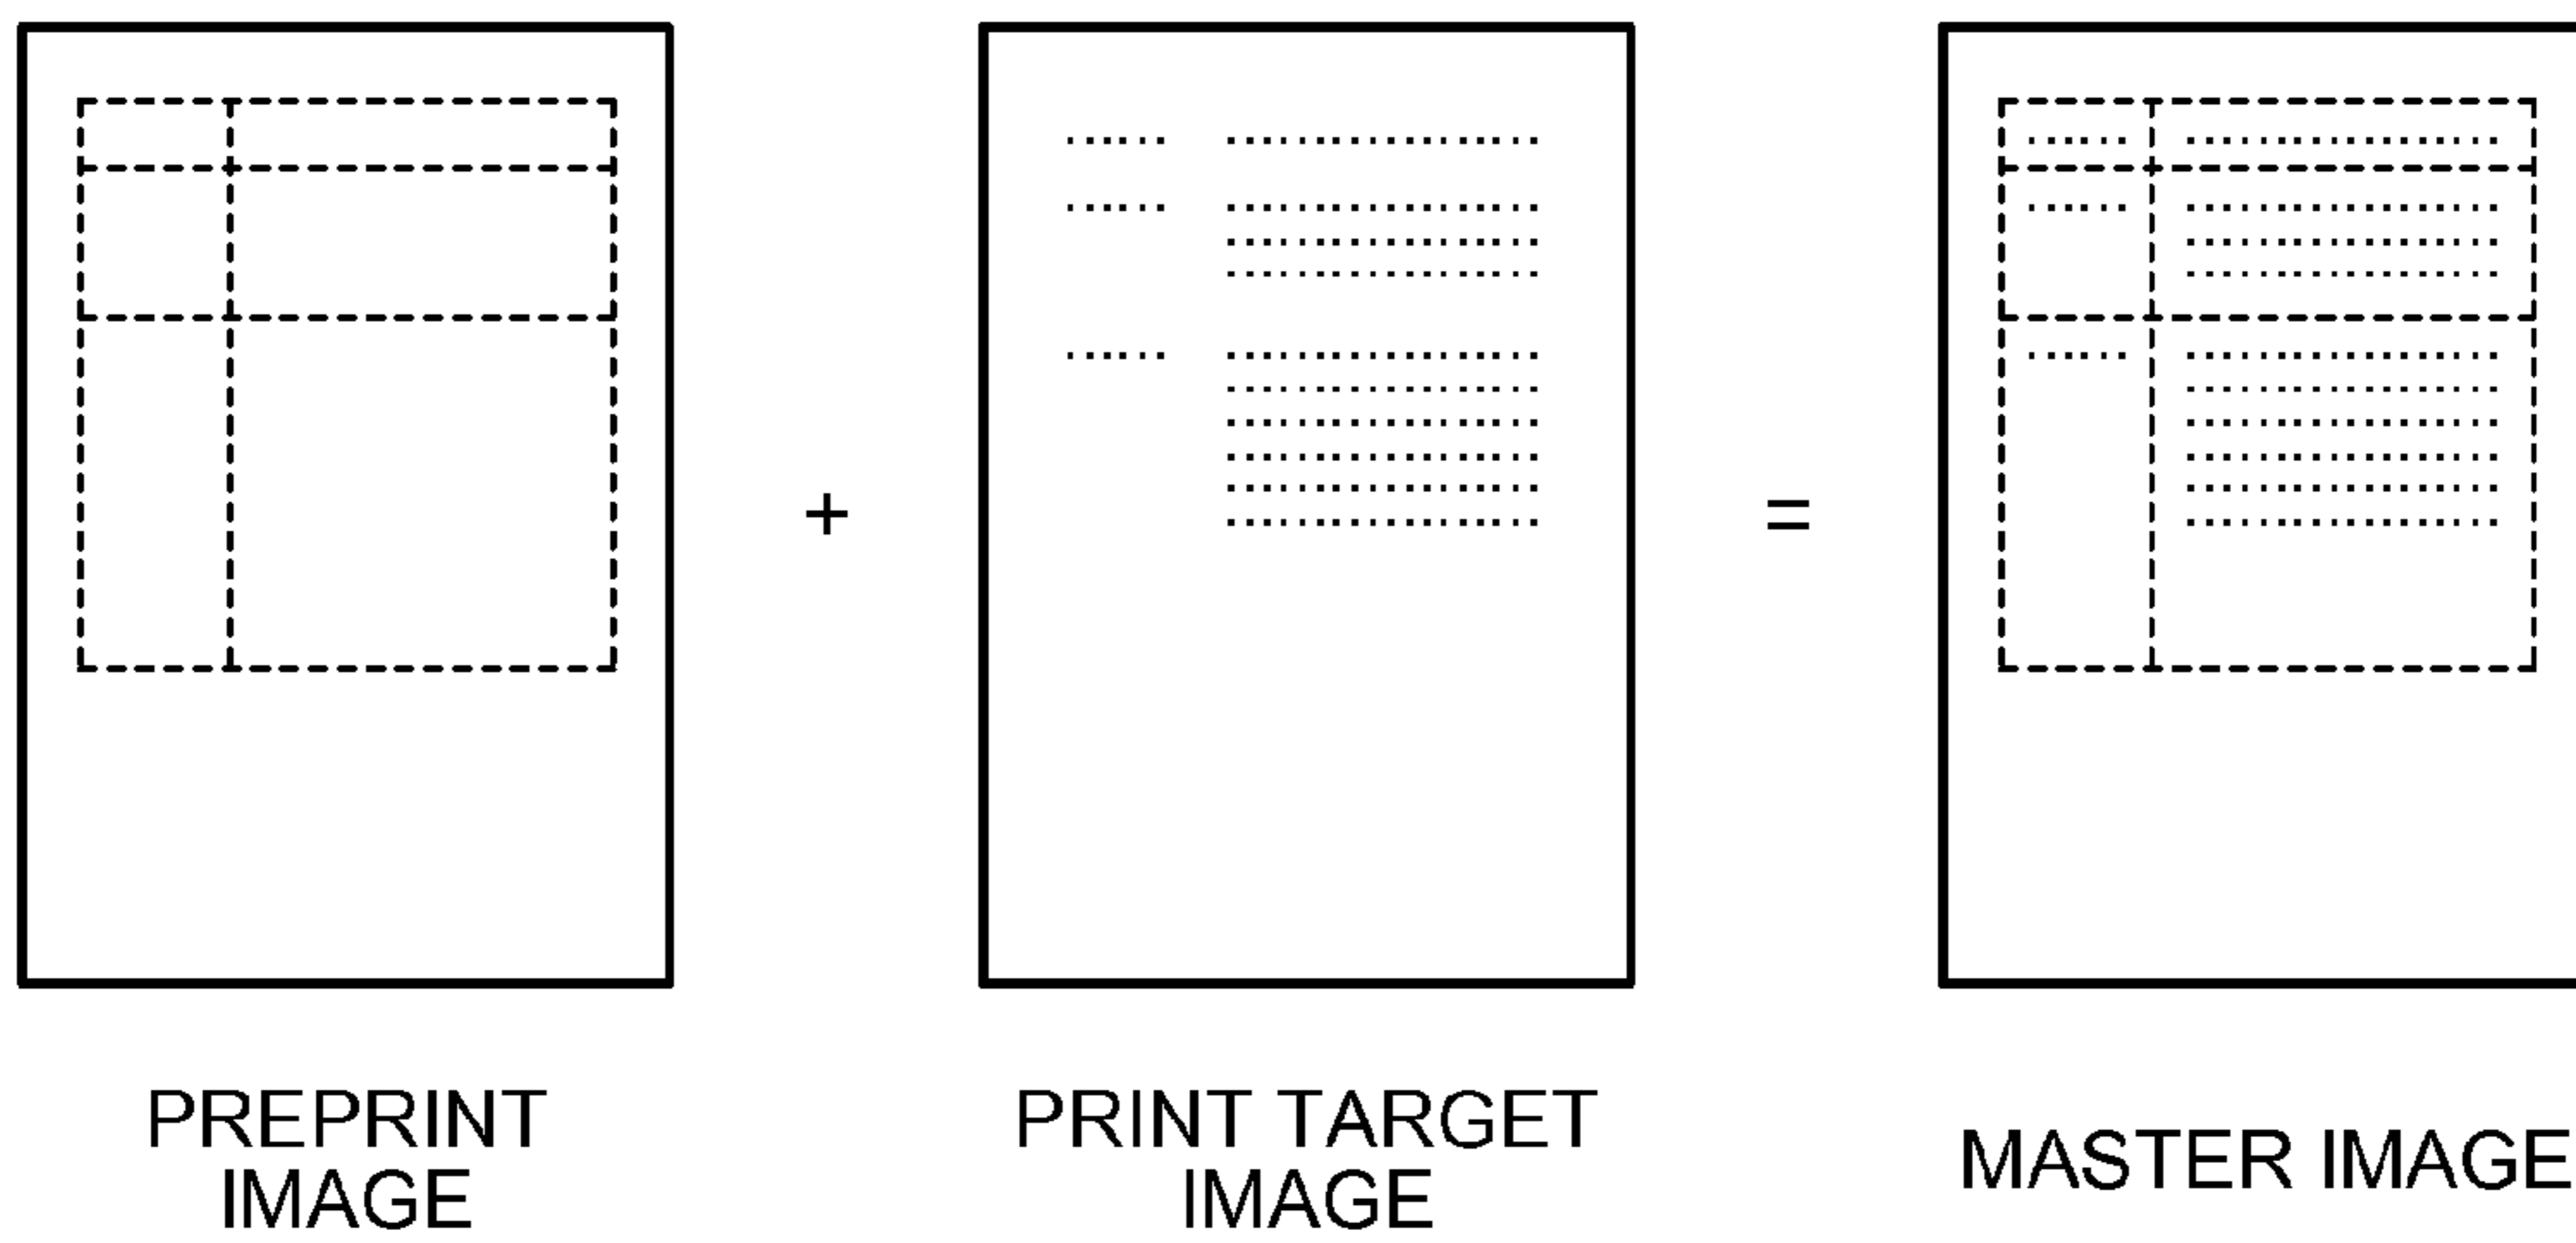 +
=
PREPRINT
IMAGE
PRINT TARGET
IMAGE
MASTER IMAGE